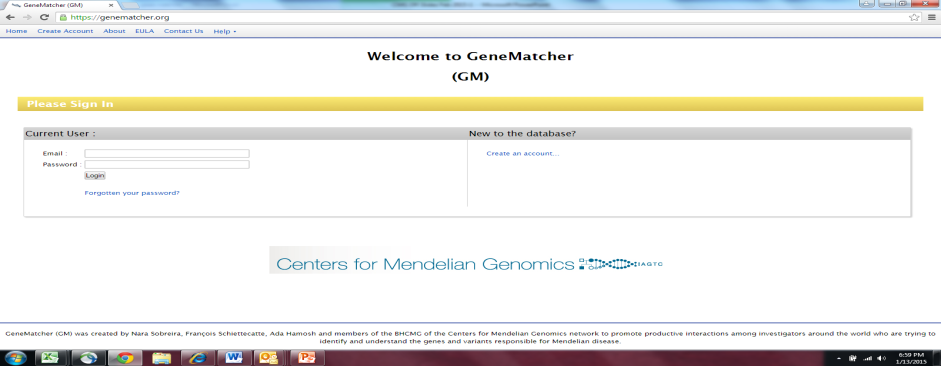 GeneMatcher (GM)
https://genematcher.org
Home Create Account About EULA Contact Us Help
Welcome to GeneMatcher
(GM)
Please Sign In
Current User :
New to the database?
Email :
Create an account...
Password :
Login
Forgotten your password?
Centers for Mendelian Genomics IAGTC
GeneMatcher (GM) was created by Nara Sobreira, François Schiettecatte, Ada Hamosh and members of the BHCMG of the Centers for Mendelian Genomics network to promote productive interactions among investigators around the world who are trying to
identify and understand the genes and variants responsible for Mendelian disease.
6:59 PM
1/13/2015